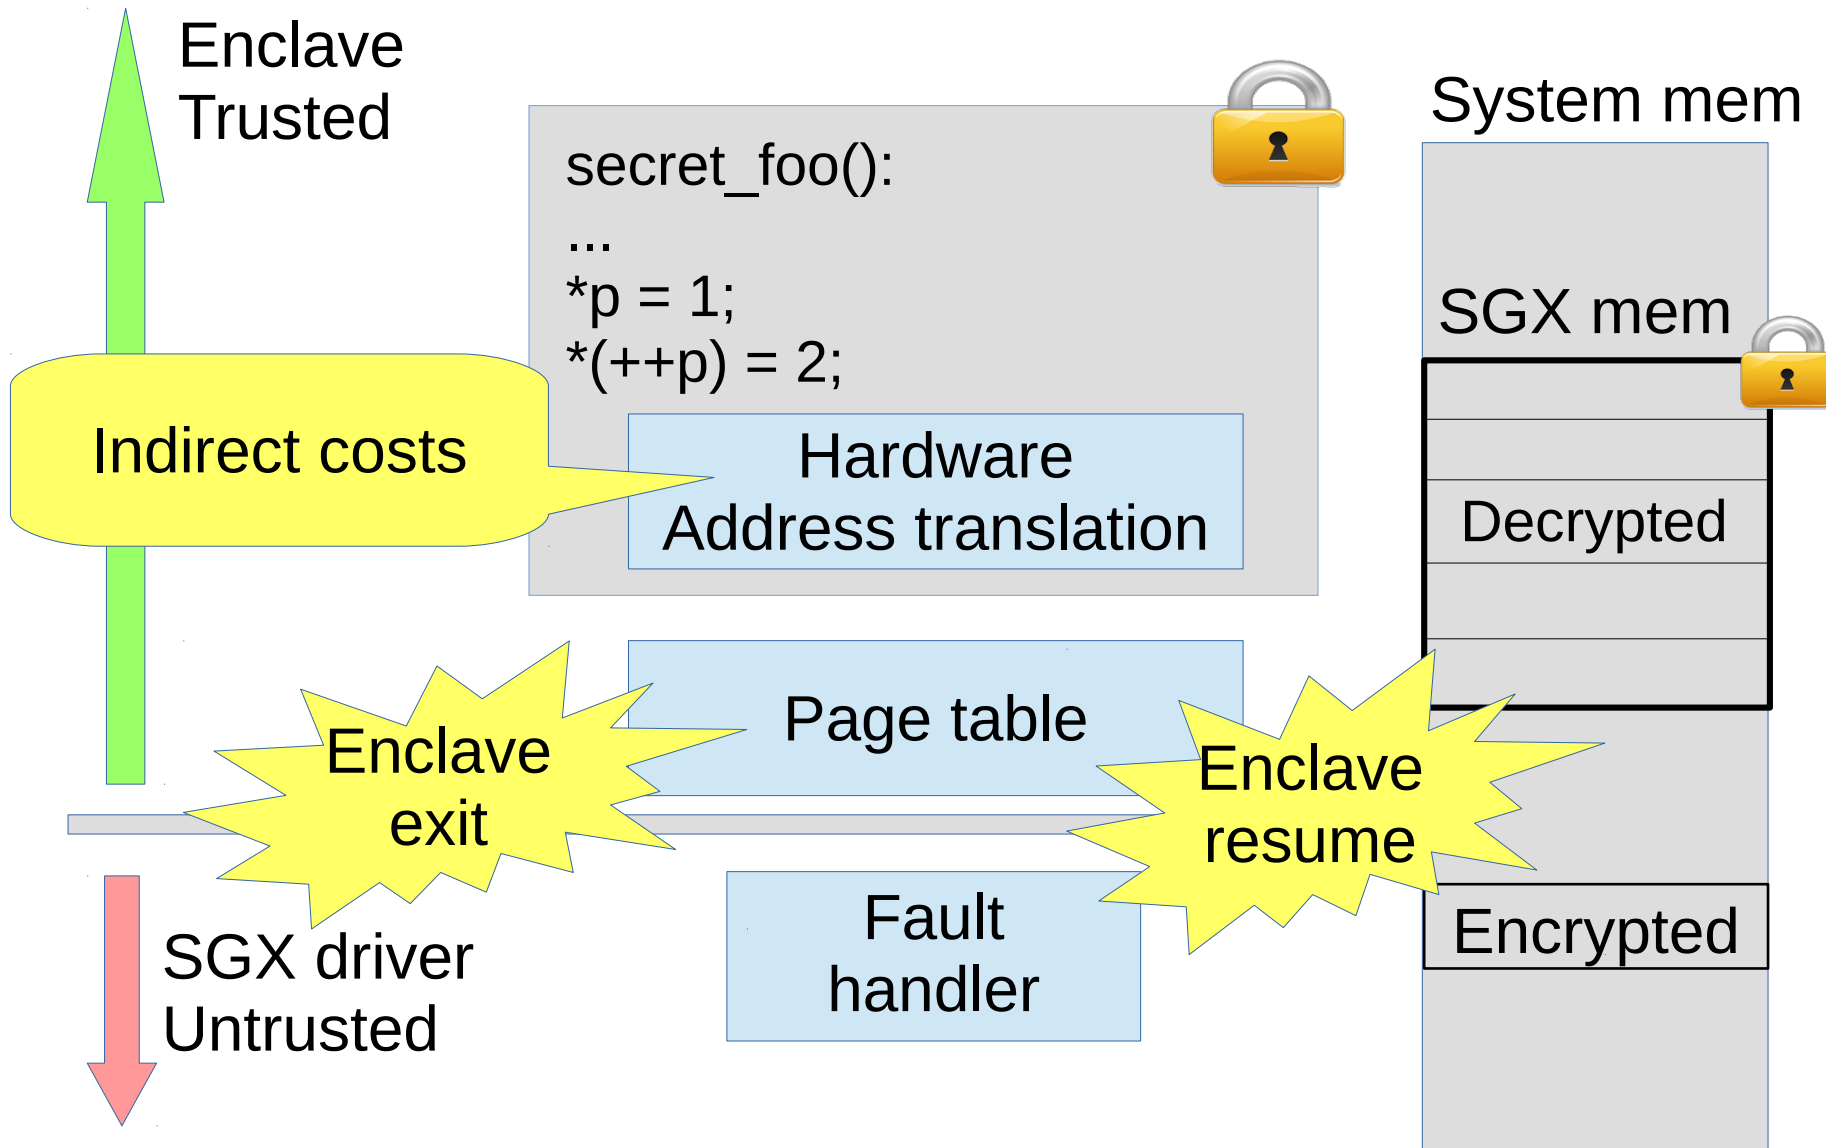 Enclave
Trusted
secret_foo():
...
*p = 1;
*(++p) = 2;
System mem
SGX mem
Indirect costs
Hardware
Address translation
Decrypted
Page table
Enclave
exit
Enclave
resume
Fault
handler
Encrypted
SGX driver
Untrusted